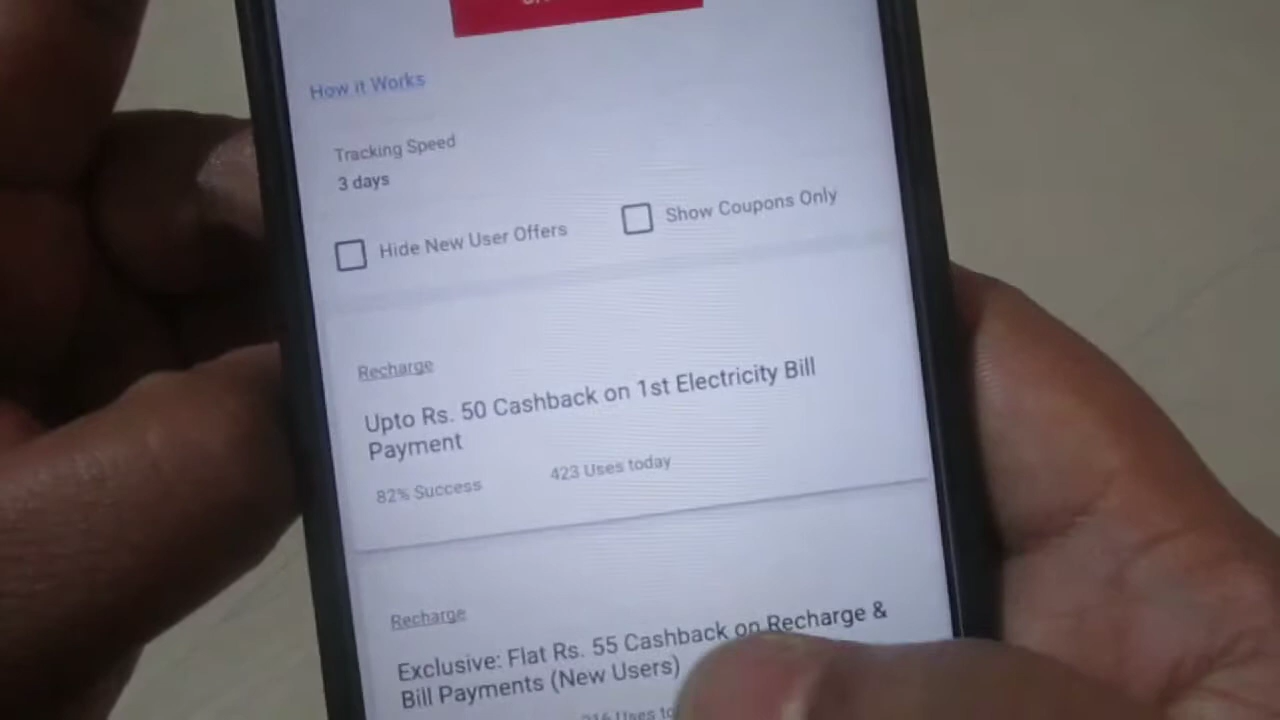 How it Works
Tracking Speed
3 days
Hide New User Offers
Show Coupons Only
Recharge
Upto Rs. 50 Cashback on 1st Electricity Bill
Payment
82% Success
423 Uses today
Recharge
Exclusive: Flat Rs. 55 Cashback on Recharge &
Bill Payments (New Users)
Uses